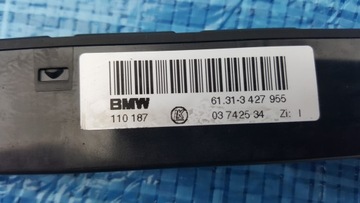 BMW 61.31-3 427 955
110 187 03 7425 34 Zi: I